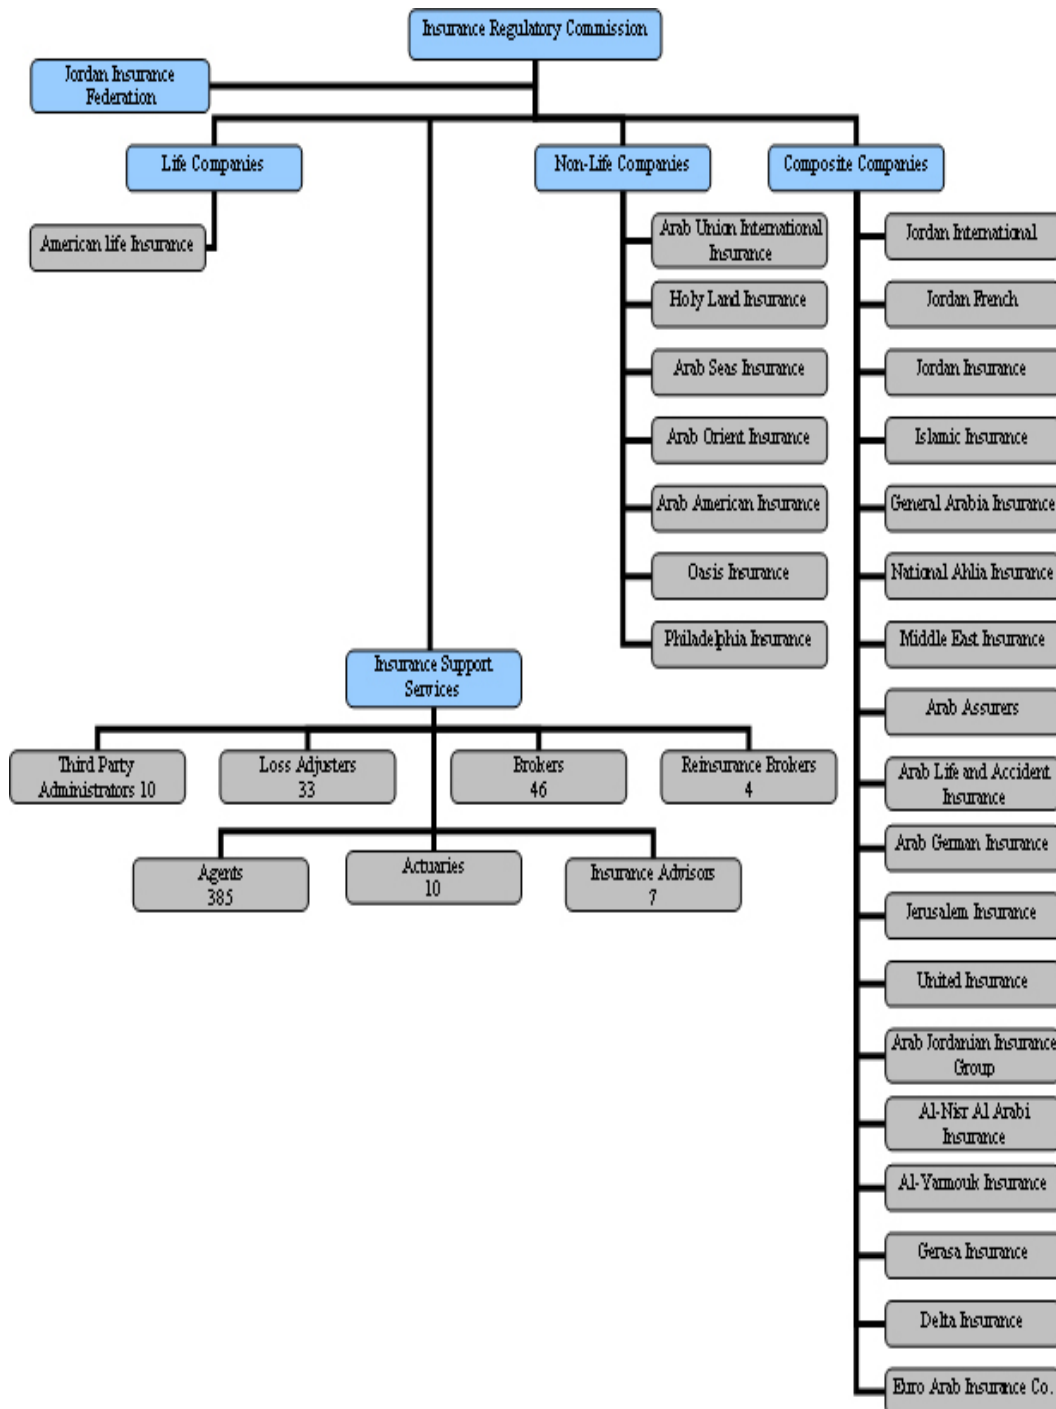 Insurance Regulatory Commission
Jordan Insurance
Federation
Life Companies
Non-Life Companies
Composite Companies
American life Insurance
Arab Union International
Insurance
Holy Land Insurance
Arab Seas Insurance
Arab Orient Insurance
Arab American Insurance
Oasis Insurance
Philadelphia Insurance
Jordan International
Jordan French
Jordan Insurance
Islamic Insurance
General Arabia Insurance
National Ahlia Insurance
Middle East Insurance
Arab Assurers
Arab Life and Accident
Insurance
Arab German Insurance
Jerusalem Insurance
United Insurance
Arab Jordanian Insurance
Group
Al-Nisr Al Arabi
Insurance
Al-Yarmouk Insurance
Gerasa Insurance
Delta Insurance
Euro Arab Insurance Co.
Insurance Support
Services
Third Party
Administrators 10
Loss Adjusters
33
Brokers
46
Reinsurance Brokers
4
Agents
385
Actuaries
10
Insurance Advisors
7